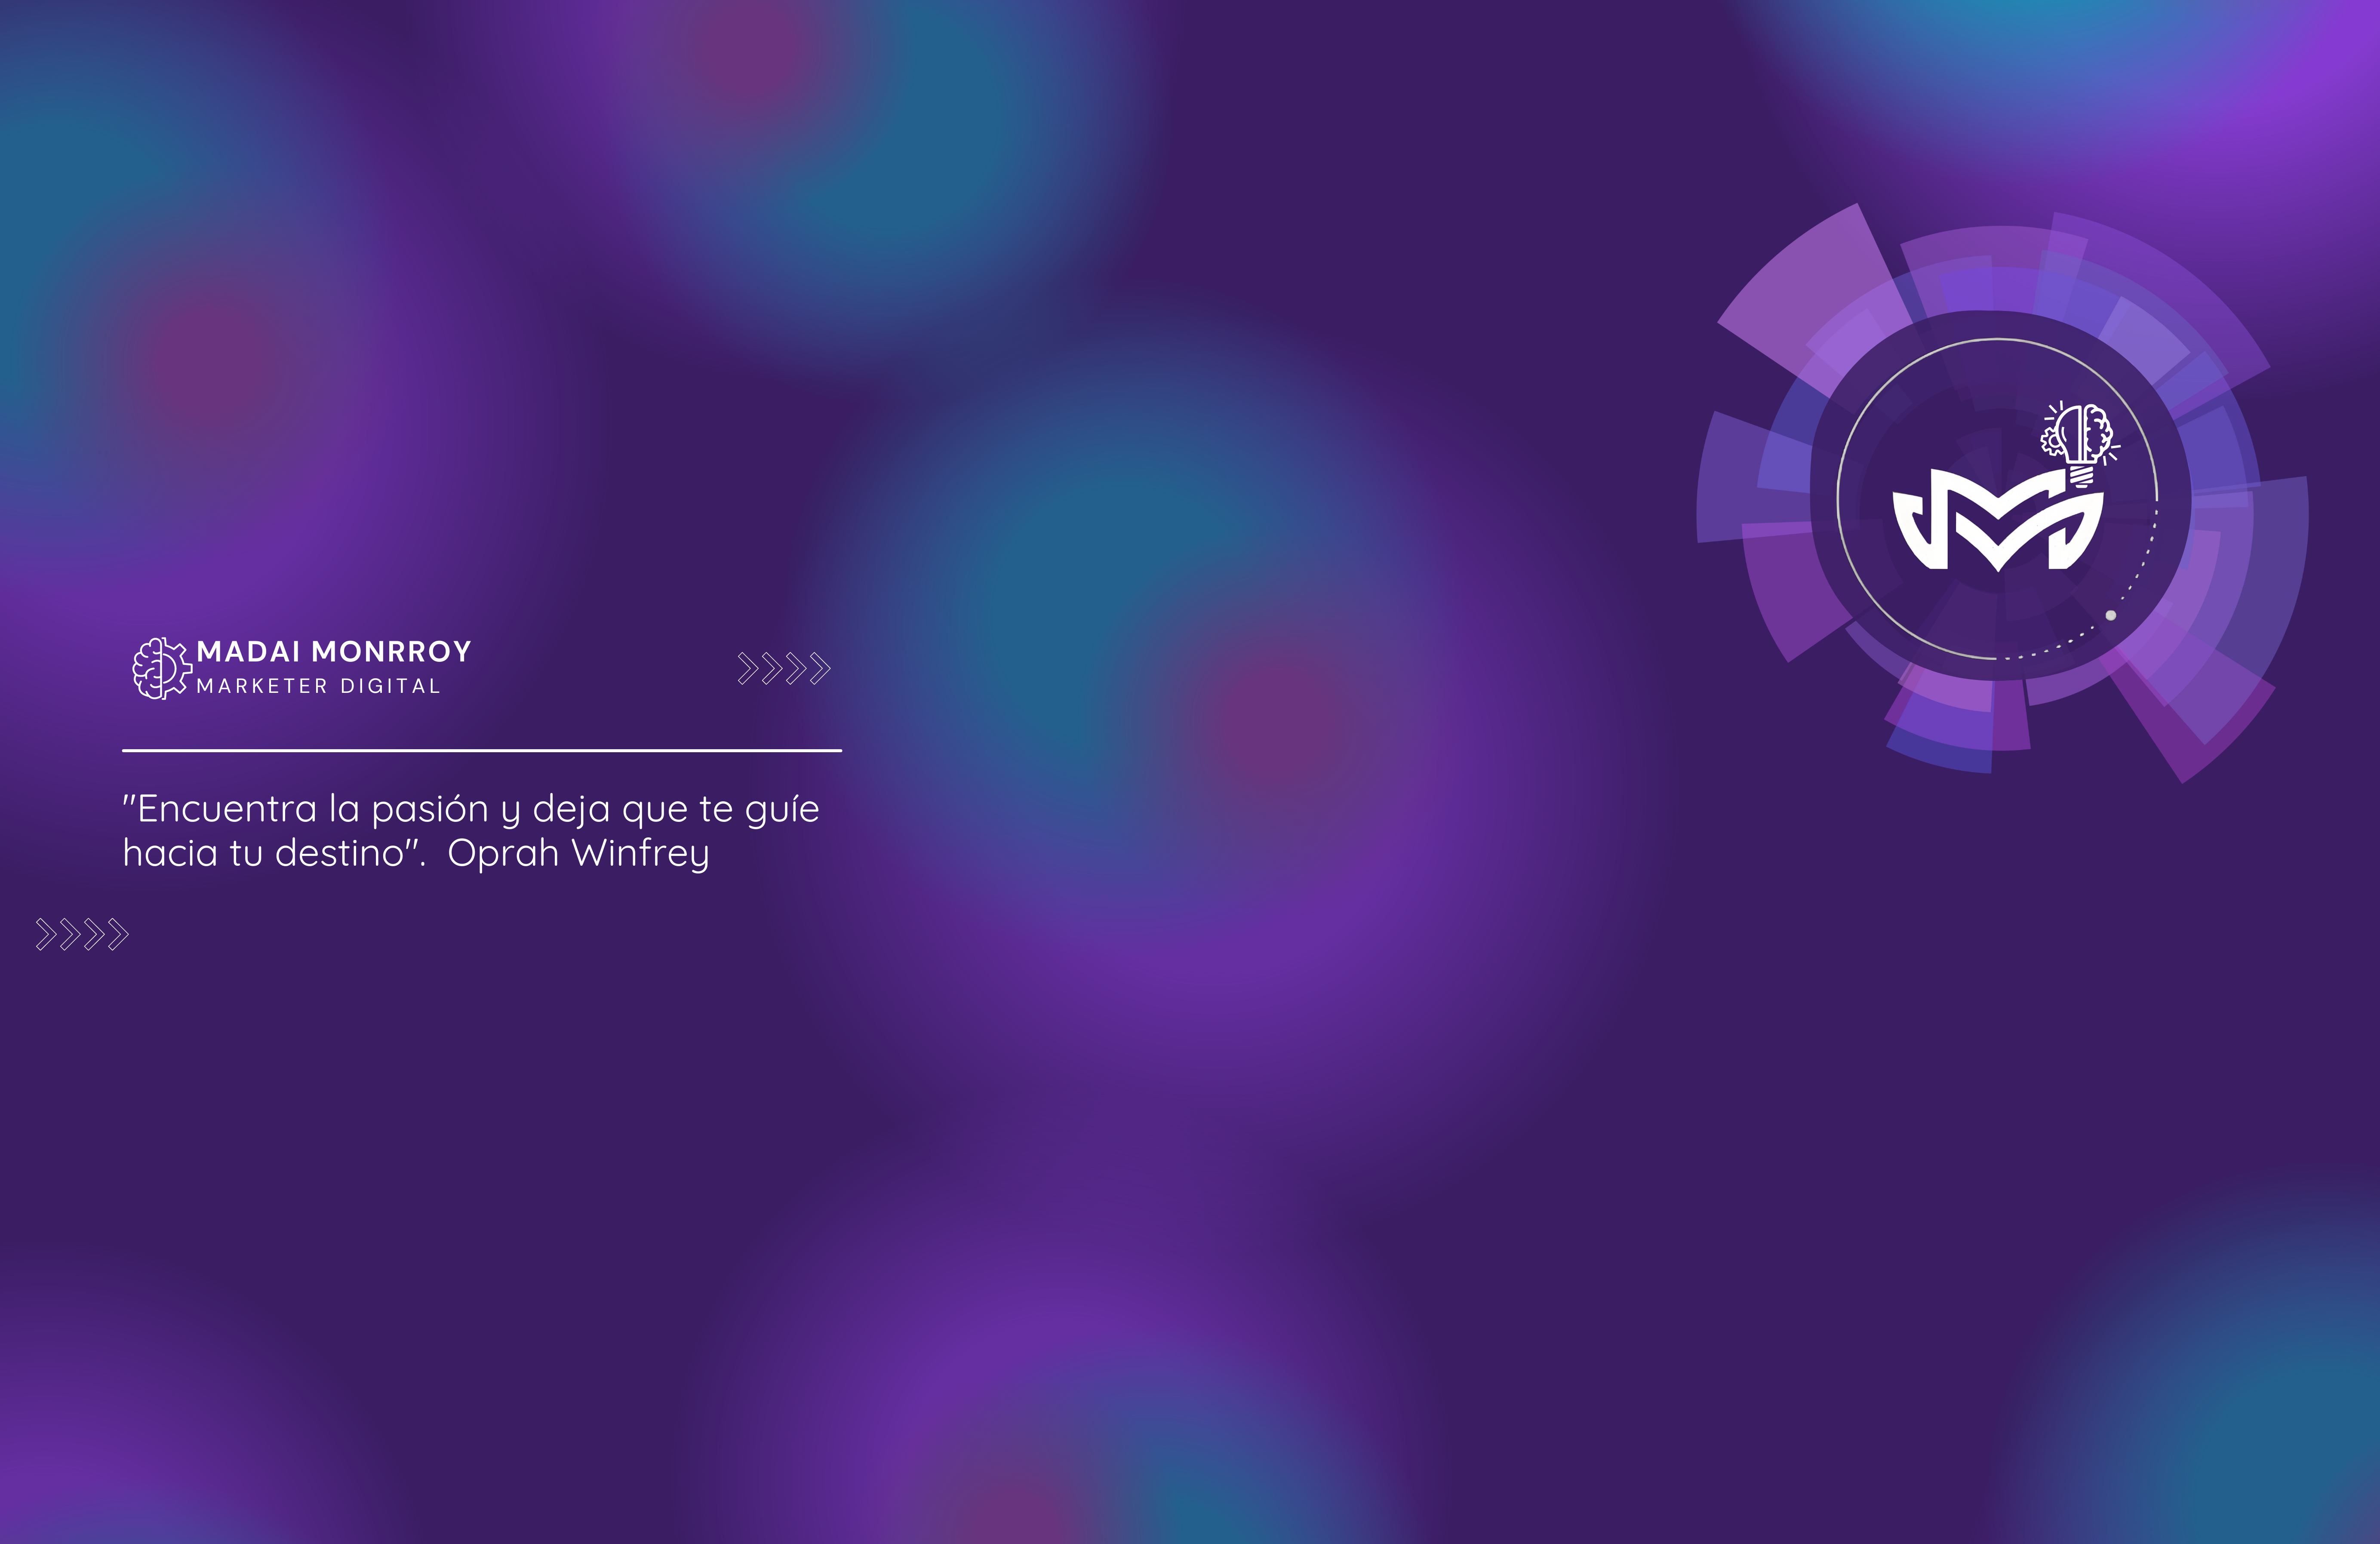 MADAI MONRROY
MARKETER DIGITAL
"Encuentra la pasión y deja que te guíe
hacia tu destino".  Oprah Winfrey